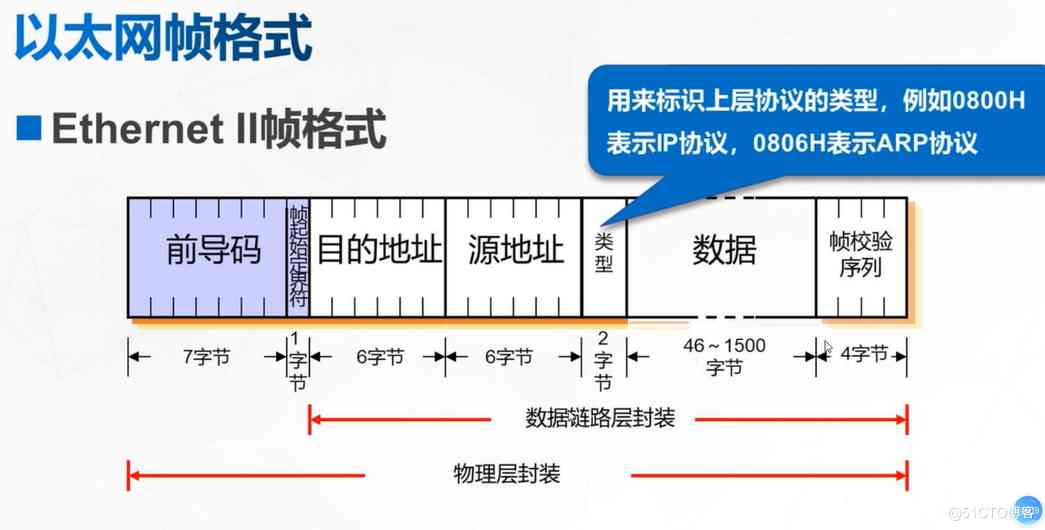 以太网帧格式
Ethernet II帧格式
用来标识上层协议的类型，例如0800H
表示IP协议，0806H表示ARP协议
前导码
帧起始定界符
目的地址
源地址
类型
数据
帧校验
序列
7字节
1字节
6字节
6字节
2字节
46～1500
字节
4字节
数据链路层封装
物理层封装
@51CTO博客